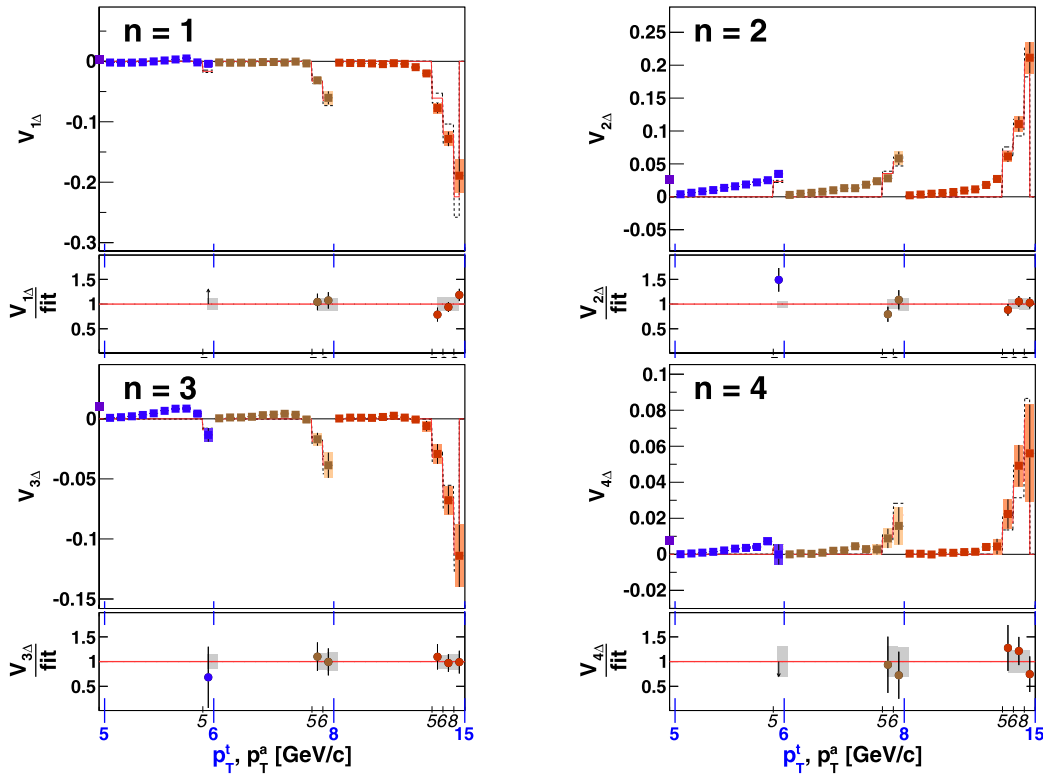 n = 1
0
-0.1
-0.2
-0.3
V1Δ
1.5
1
0.5
V1Δ
fit
n = 2
0.25
0.2
0.15
0.1
0.05
0
-0.05
V2Δ
1.5
1
0.5
V2Δ
fit
n = 3
0
-0.05
-0.1
-0.15
V3Δ
1.5
1
0.5
V3Δ
fit
5 56 568
5 6 8 15
p_T^t, p_T^a [GeV/c]
n = 4
0.1
0.08
0.06
0.04
0.02
0
-0.02
V4Δ
1.5
1
0.5
V4Δ
fit
5 56 568
5 6 8 15
p_T^t, p_T^a [GeV/c]